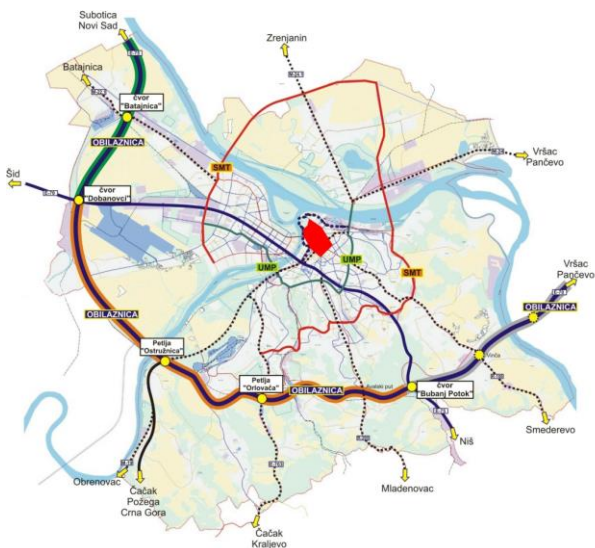 Subotica
Novi Sad
Zrenjanin
Batajnica
čvor
"Batajnica"
OBILAZNICA
Vršac
Pančevo
SMT
Šid
čvor
"Dobanovci"
UMP
UMP
SMT
Vršac
Pančevo
OBILAZNICA
OBILAZNICA
Petlja
"Ostružnica"
Petlja
"Orlovača"
OBILAZNICA
Avalski put
čvor
"Bubanj Potok"
Vinča
Smederevo
Niš
Obrenovac
Čačak
Požega
Crna Gora
Mladenovac
Čačak
Kraljevo